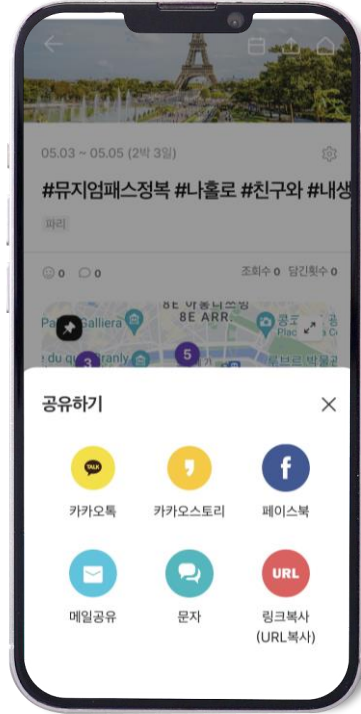 05.03 ~ 05.05 (2박 3일)
#뮤지엄패스정복 #나홀로 #친구와 #내생
파리
0 0 조회수 0 담긴횟수 0
8E ARR.
Galliera
3
5
공유하기
TALK
카카오톡
카카오스토리
f
페이스북
메일공유
문자
URL
링크복사
(URL복사)